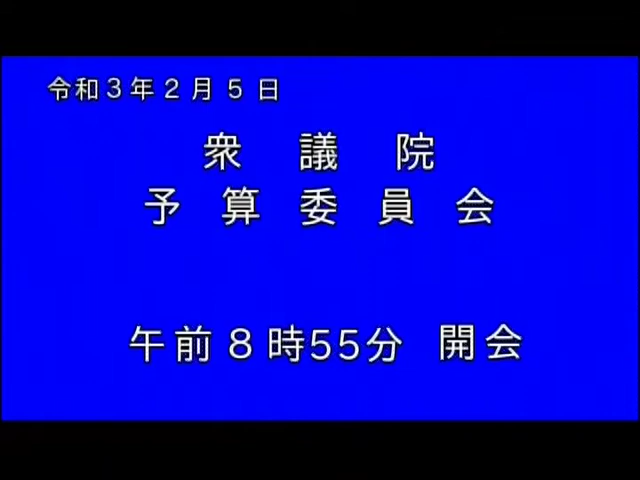 令和３年２月５日
衆議院
予算委員会
午前８時55分 開会